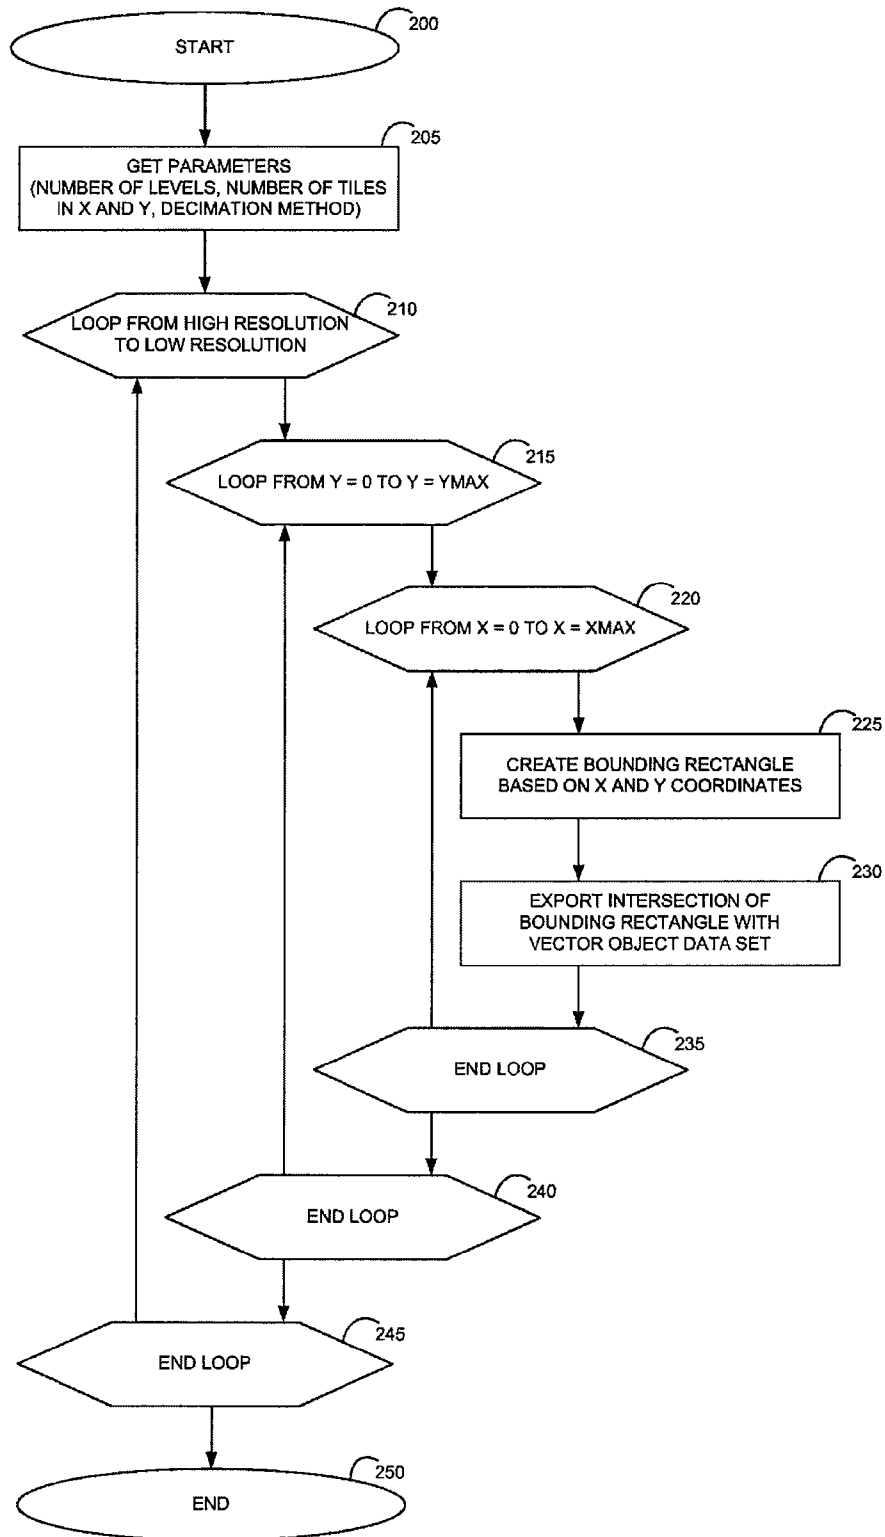 START
200
205
GET PARAMETERS
(NUMBER OF LEVELS, NUMBER OF TILES
IN X AND Y, DECIMATION METHOD)
210
LOOP FROM HIGH RESOLUTION
TO LOW RESOLUTION
215
LOOP FROM Y = 0 TO Y = YMAX
220
LOOP FROM X = 0 TO X = XMAX
225
CREATE BOUNDING RECTANGLE
BASED ON X AND Y COORDINATES
230
EXPORT INTERSECTION OF
BOUNDING RECTANGLE WITH
VECTOR OBJECT DATA SET
235
END LOOP
240
END LOOP
245
END LOOP
250
END